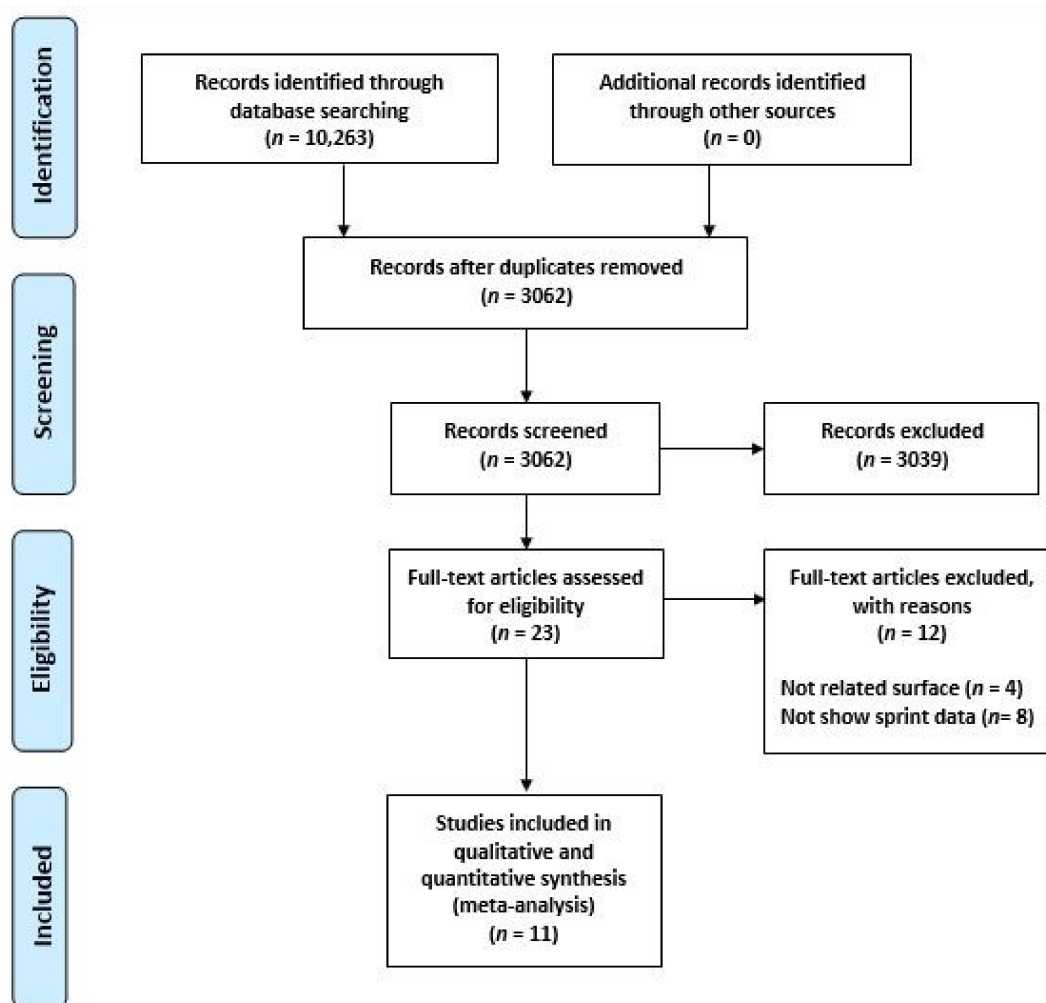 Identification
Records identified through
database searching
(n = 10,263)
Additional records identified
through other sources
(n = 0)
Records after duplicates removed
(n = 3062)
Screening
Records screened
(n = 3062)
Records excluded
(n = 3039)
Eligibility
Full-text articles assessed
for eligibility
(n = 23)
Full-text articles excluded,
with reasons
(n = 12)
Not related surface (n = 4)
Not show sprint data (n= 8)
Included
Studies included in
qualitative and
quantitative synthesis
(meta-analysis)
(n = 11)